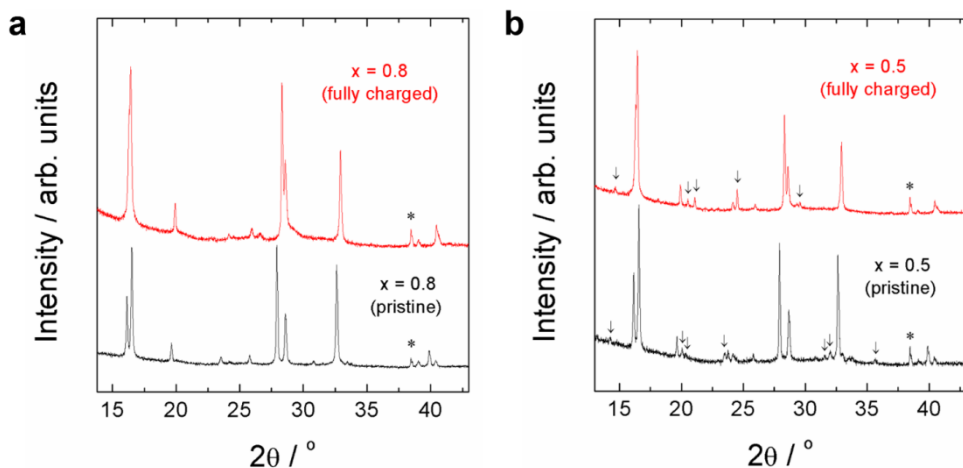 a
Intensity / arb. units
x = 0.8
(fully charged)
*
x = 0.8
(pristine)
*
15 20 25 30 35 40
2θ / °
b
Intensity / arb. units
x = 0.5
(fully charged)
*
x = 0.5
(pristine)
*
15 20 25 30 35 40
2θ / °